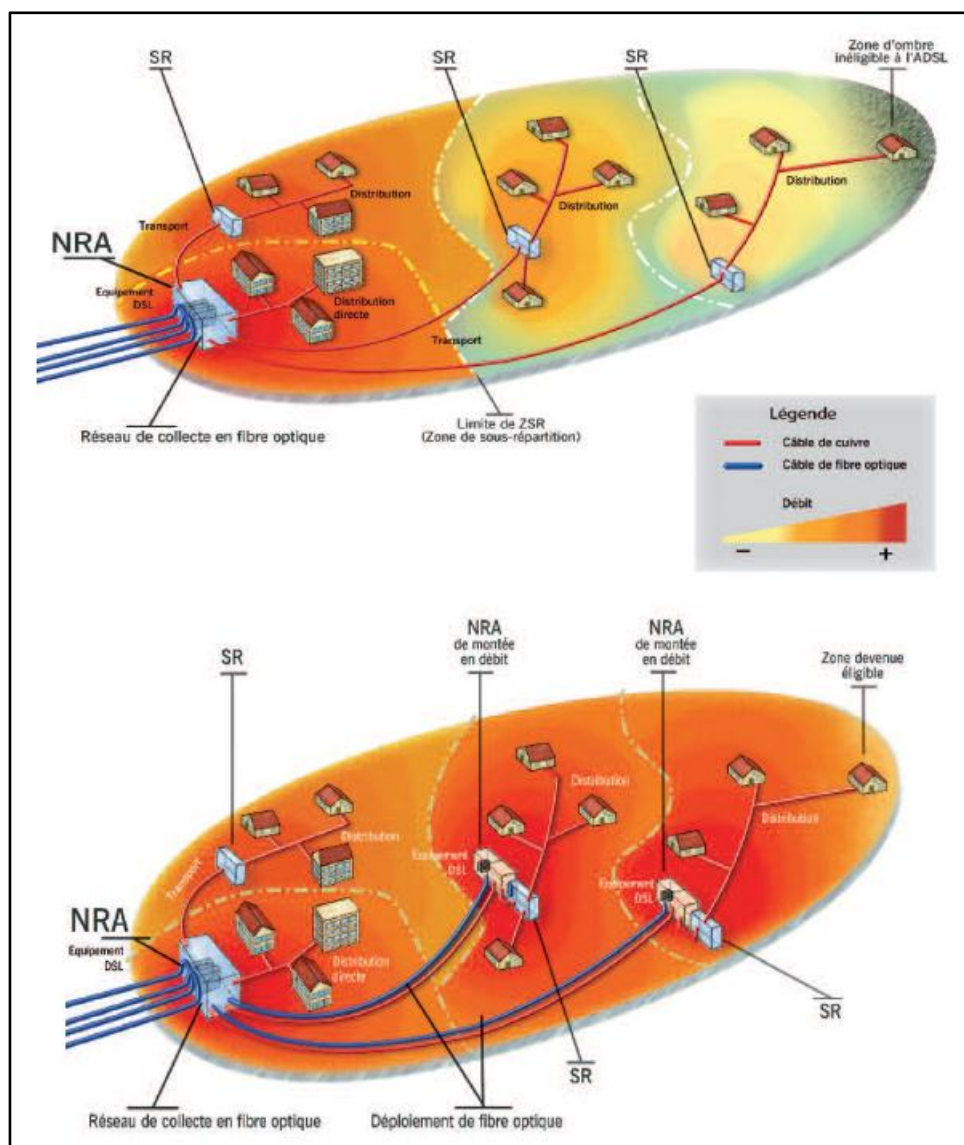 SR
SR
SR
Zone d'ombre
inéligible à l'ADSL
Distribution
Distribution
Distribution
Transport
NRA
Equipement
DSL
Distribution
directe
Transport
Réseau de collecte en fibre optique
Limite de ZSR
(Zone de sous-répartition)
Légende
Câble de cuivre
Câble de fibre optique
Débit
− +
NRA
de montée
en débit
NRA
de montée
en débit
SR
Zone devenue
éligible
Distribution
Distribution
Distribution
Transport
Equipement
DSL
Equipement
DSL
NRA
Equipement
DSL
Distribution
directe
SR
SR
Réseau de collecte en fibre optique
Déploiement de fibre optique